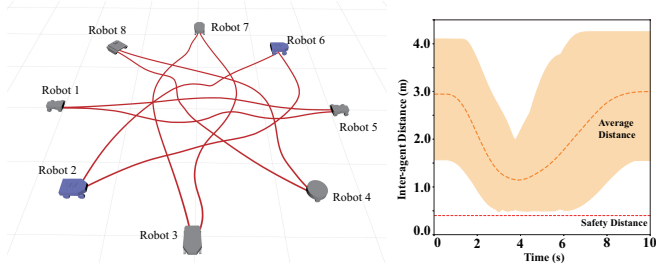 Robot 7
Robot 8
Robot 6
Robot 1
Robot 5
Robot 2
Robot 4
Robot 3
Inter-agent Distance (m)
4.0
3.0
2.0
1.0
0.0
Average
Distance
Safety Distance
0 2 4 6 8 10
Time (s)